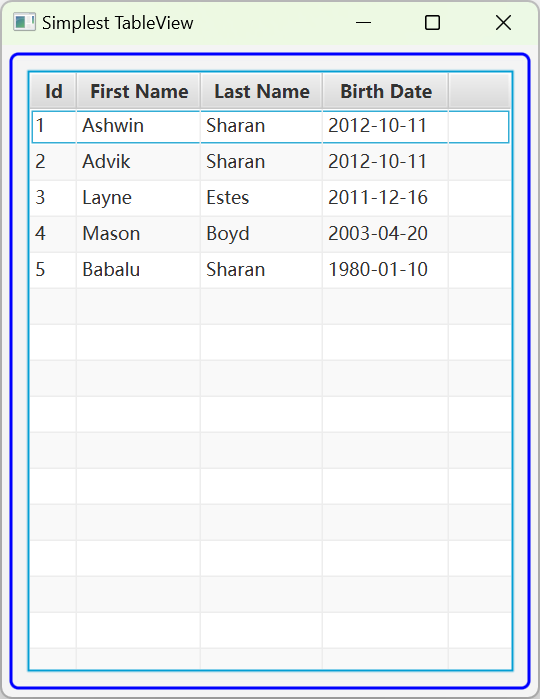 Simplest TableView
Id First Name Last Name Birth Date
1 Ashwin Sharan 2012-10-11
2 Advik Sharan 2012-10-11
3 Layne Estes 2011-12-16
4 Mason Boyd 2003-04-20
5 Babalu Sharan 1980-01-10